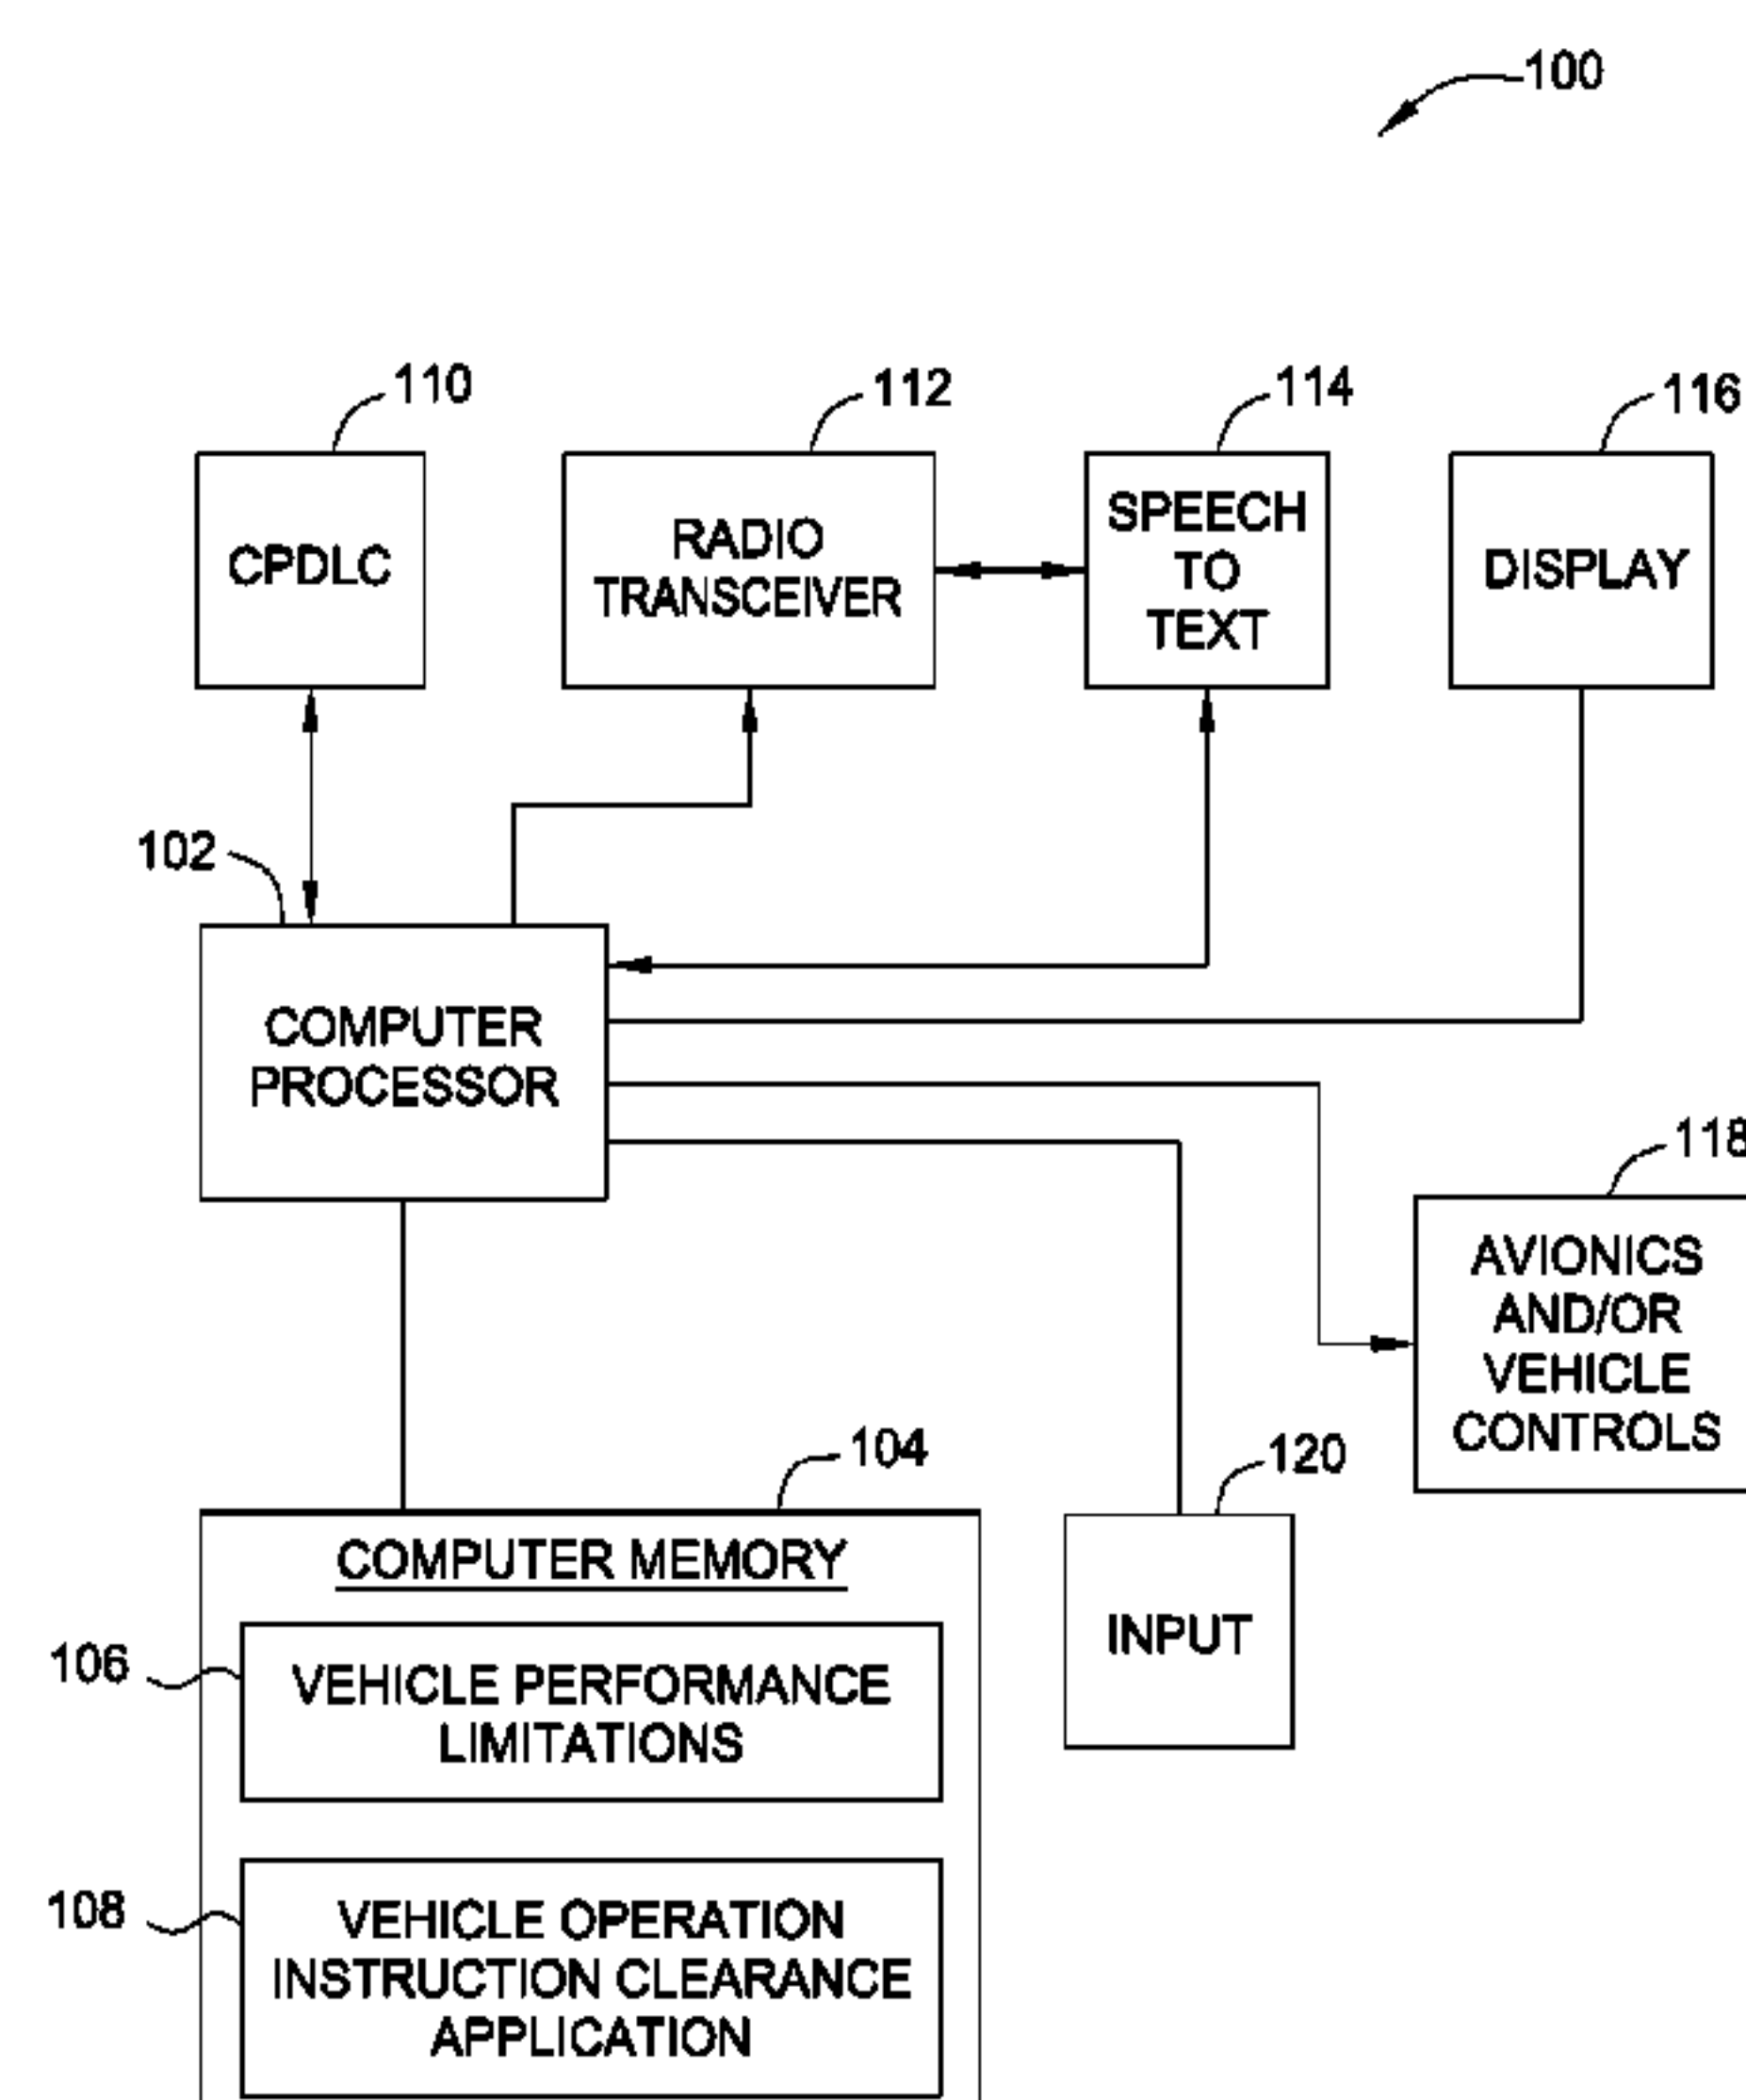 100
110
112
114
116
CPDLC
RADIO
TRANSCEIVER
SPEECH
TO
TEXT
DISPLAY
102
COMPUTER
PROCESSOR
118
AVIONICS
AND/OR
VEHICLE
CONTROLS
104
120
COMPUTER MEMORY
INPUT
106
VEHICLE PERFORMANCE
LIMITATIONS
108
VEHICLE OPERATION
INSTRUCTION CLEARANCE
APPLICATION